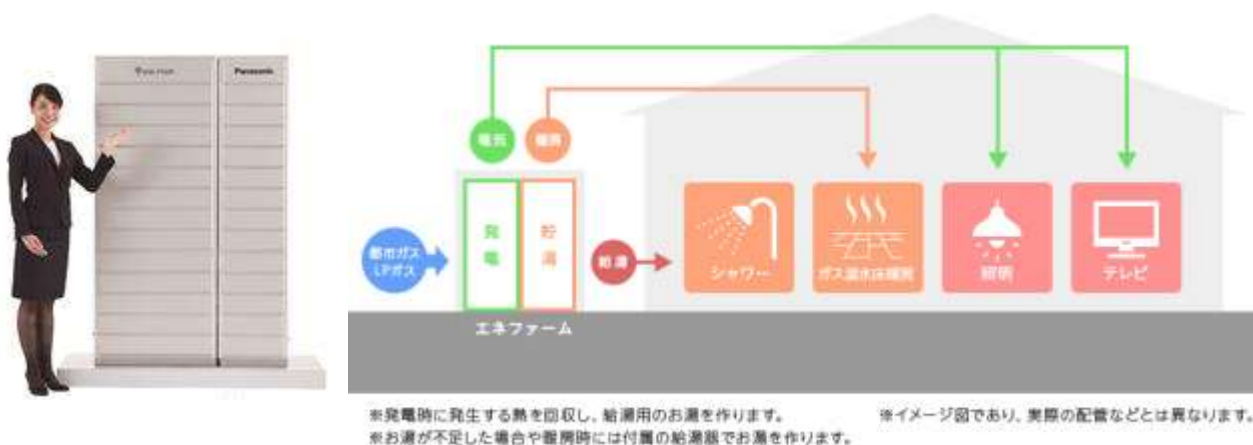 Panasonic
電気
暖房
都市ガス
LPガス
発電
貯湯
給湯
シャワー
ガス温水床暖房
照明
テレビ
エネファーム
※発電時に発生する熱を回収し、給湯用のお湯を作ります。
※イメージ図であり、実際の配管などとは異なります。
※お湯が不足した場合や暖房時には付属の給湯器でお湯を作ります。